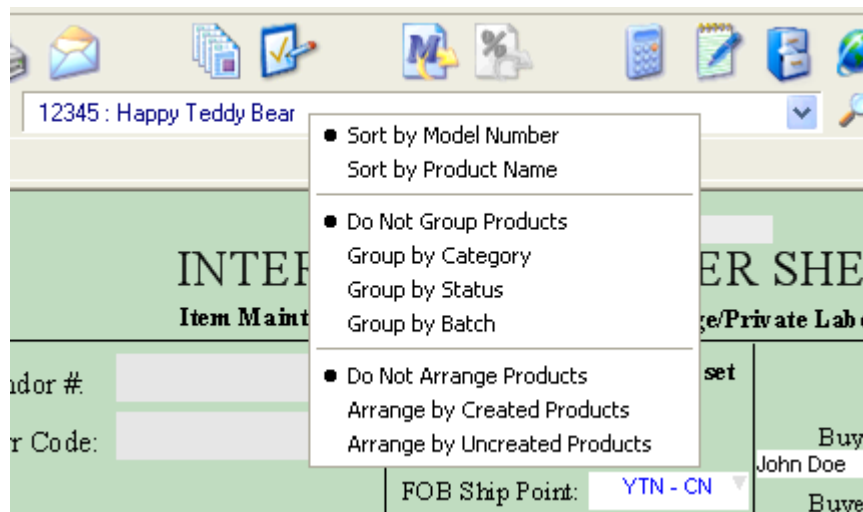 12345 : Happy Teddy Bear
Sort by Model Number
Sort by Product Name
Do Not Group Products
Group by Category
Group by Status
Group by Batch
Do Not Arrange Products
Arrange by Created Products
Arrange by Uncreated Products
INTER ER SHE
Item Maint ge/Private Labe
ndor #: set
r Code: Buy
John Doe
FOB Ship Point: YTN - CN
Buye